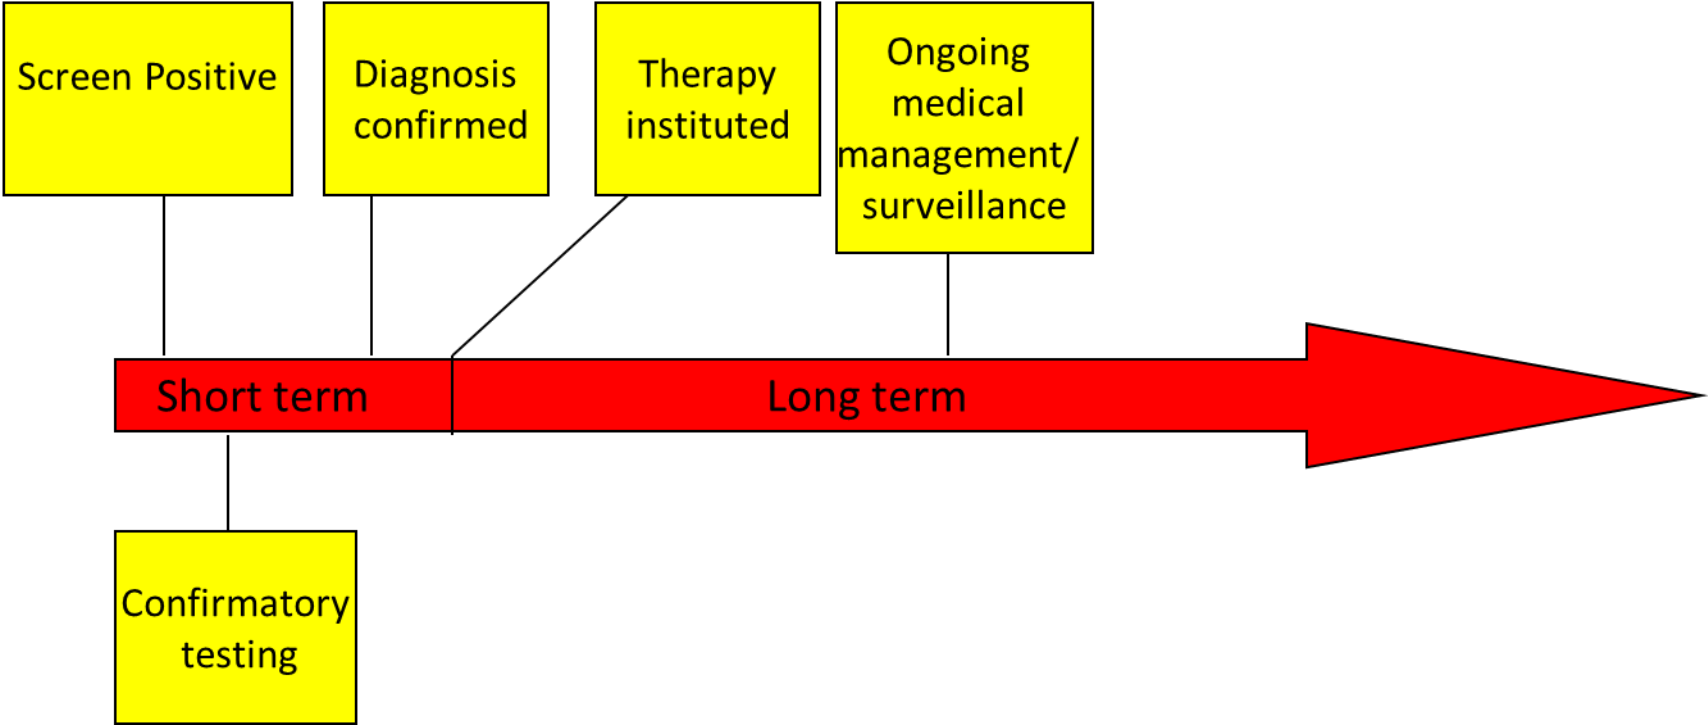 Screen Positive
Diagnosis
confirmed
Therapy
instituted
Ongoing
medical
management/
surveillance
Short term
Long term
Confirmatory
testing